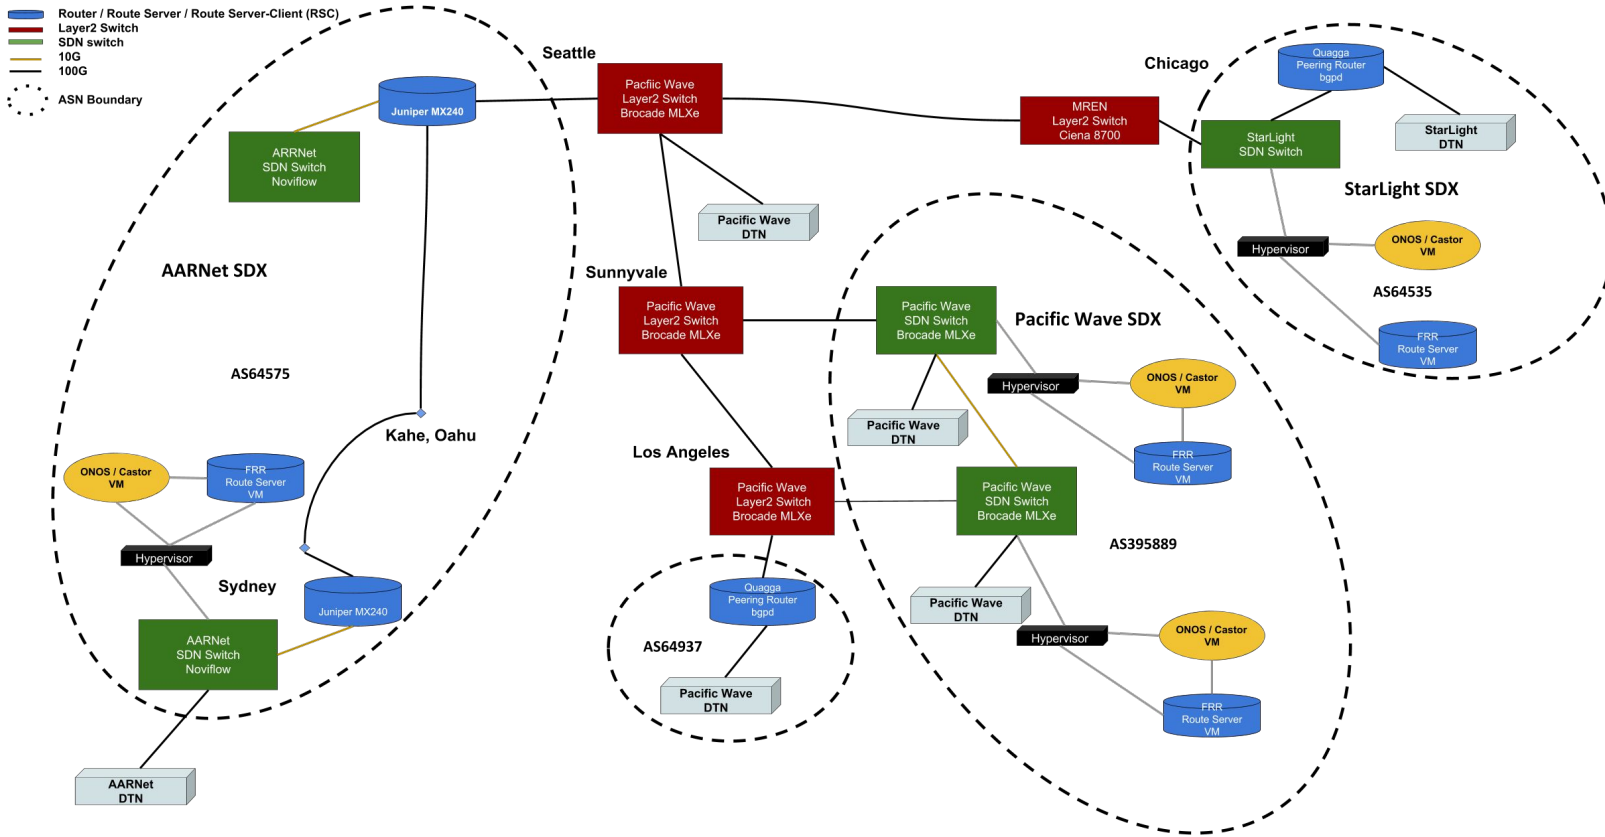 Router / Route Server / Route Server-Client (RSC)
Layer2 Switch
SDN switch
10G
100G
ASN Boundary
Seattle
Juniper MX240
ARRNet
SDN Switch
Noviflow
AARNet SDX
AS64575
Kahe, Oahu
ONOS / Castor
VM
FRR
Route Server
VM
Hypervisor
Sydney
Juniper MX240
AARNet
SDN Switch
Noviflow
AARNet
DTN
Pacfiic Wave
Layer2 Switch
Brocade MLXe
Pacific Wave
DTN
Sunnyvale
Pacific Wave
Layer2 Switch
Brocade MLXe
Los Angeles
Pacific Wave
Layer2 Switch
Brocade MLXe
Quagga
Peering Router
bgpd
AS64937
Pacific Wave
DTN
MREN
Layer2 Switch
Ciena 8700
Chicago
Quagga
Peering Router
bgpd
StarLight
DTN
StarLight
SDN Switch
StarLight SDX
Hypervisor
ONOS / Castor
VM
AS64535
FRR
Route Server
VM
Pacific Wave
SDN Switch
Brocade MLXe
Pacific Wave SDX
Hypervisor
ONOS / Castor
VM
Pacific Wave
DTN
FRR
Route Server
VM
Pacific Wave
SDN Switch
Brocade MLXe
AS395889
Pacific Wave
DTN
Hypervisor
ONOS / Castor
VM
FRR
Route Server
VM